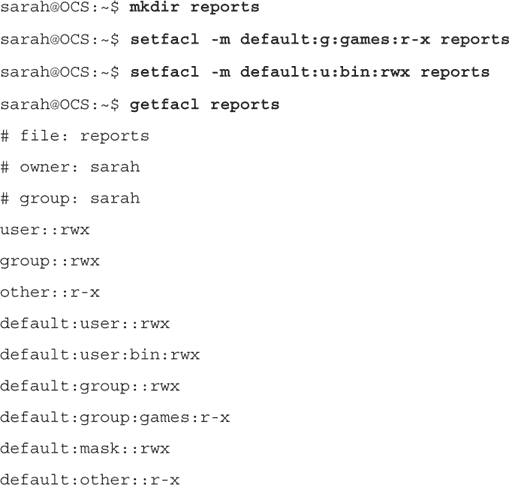 sarah@OCS:~$ mkdir reports
sarah@OCS:~$ setfacl -m default:g:games:r-x reports
sarah@OCS:~$ setfacl -m default:u:bin:rwx reports
sarah@OCS:~$ getfacl reports
# file: reports
# owner: sarah
# group: sarah
user::rwx
group::rwx
other::r-x
default:user::rwx
default:user:bin:rwx
default:group::rwx
default:group:games:r-x
default:mask::rwx
default:other::r-x